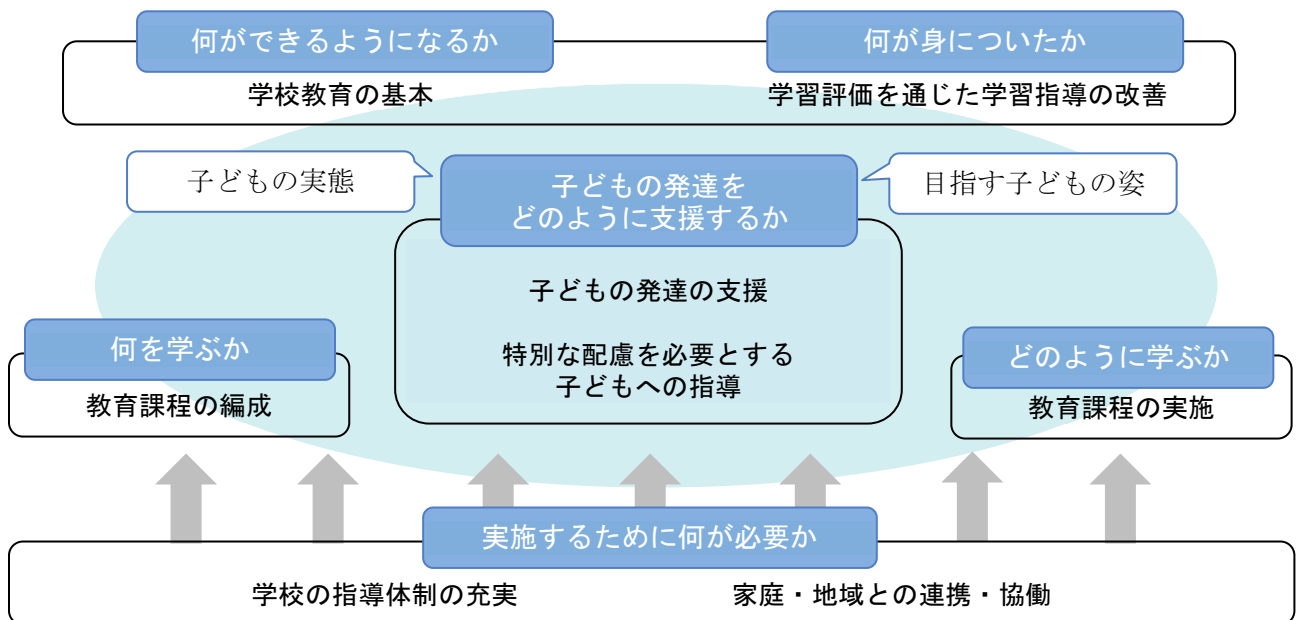 何ができるようになるか
何が身についたか
学校教育の基本
学習評価を通じた学習指導の改善
子どもの実態
子どもの発達を
どのように支援するか
目指す子どもの姿
子どもの発達の支援
特別な配慮を必要とする
子どもへの指導
何を学ぶか
教育課程の編成
どのように学ぶか
教育課程の実施
実施するために何が必要か
学校の指導体制の充実
家庭・地域との連携・協働